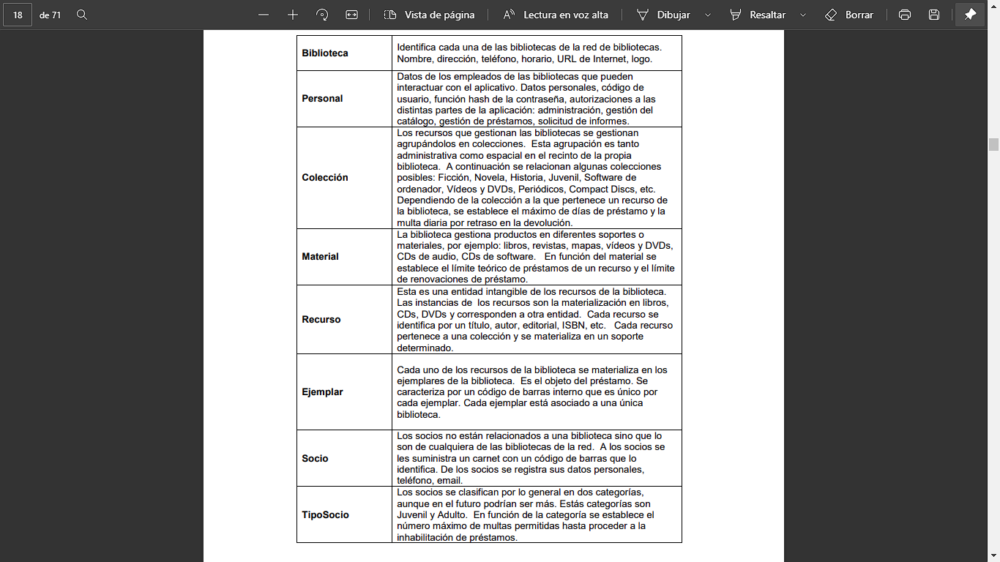 18 de 71 Vista de página Lectura en voz alta Dibujar Resaltar Borrar
Biblioteca
Identifica cada una de las bibliotecas de la red de bibliotecas.
Nombre, dirección, teléfono, horario, URL de Internet, logo.
Personal
Datos de los empleados de las bibliotecas que pueden
interactuar con el aplicativo. Datos personales, código de
usuario, función hash de la contraseña, autorizaciones a las
distintas partes de la aplicación: administración, gestión del
catálogo, gestión de préstamos, solicitud de informes.
Colección
Los recursos que gestionan las bibliotecas se gestionan
agrupándolos en colecciones. Esta agrupación es tanto
administrativa como espacial en el recinto de la propia
biblioteca. A continuación se relacionan algunas colecciones
posibles: Ficción, Novela, Historia, Juvenil, Software de
ordenador, Vídeos y DVDs, Periódicos, Compact Discs, etc.
Dependiendo de la colección a la que pertenece un recurso de
la biblioteca, se establece el máximo de días de préstamo y la
multa diaria por retraso en la devolución.
Material
La biblioteca gestiona productos en diferentes soportes o
materiales, por ejemplo: libros, revistas, mapas, vídeos y DVDs,
CDs de audio, CDs de software. En función del material se
establece el límite teórico de préstamos de un recurso y el límite
de renovaciones de préstamo.
Recurso
Esta es una entidad intangible de los recursos de la biblioteca.
Las instancias de los recursos son la materialización en libros,
CDs, DVDs y corresponden a otra entidad. Cada recurso se
identifica por un título, autor, editorial, ISBN, etc. Cada recurso
pertenece a una colección y se materializa en un soporte
determinado.
Ejemplar
Cada uno de los recursos de la biblioteca se materializa en los
ejemplares de la biblioteca. Es el objeto del préstamo. Se
caracteriza por un código de barras interno que es único por
cada ejemplar. Cada ejemplar está asociado a una única
biblioteca.
Socio
Los socios no están relacionados a una biblioteca sino que lo
son de cualquiera de las bibliotecas de la red. A los socios se
les suministra un carnet con un código de barras que lo
identifica. De los socios se registra sus datos personales,
teléfono, email.
TipoSocio
Los socios se clasifican por lo general en dos categorías,
aunque en el futuro podrían ser más. Estás categorías son
Juvenil y Adulto. En función de la categoría se establece el
número máximo de multas permitidas hasta proceder a la
inhabilitación de préstamos.